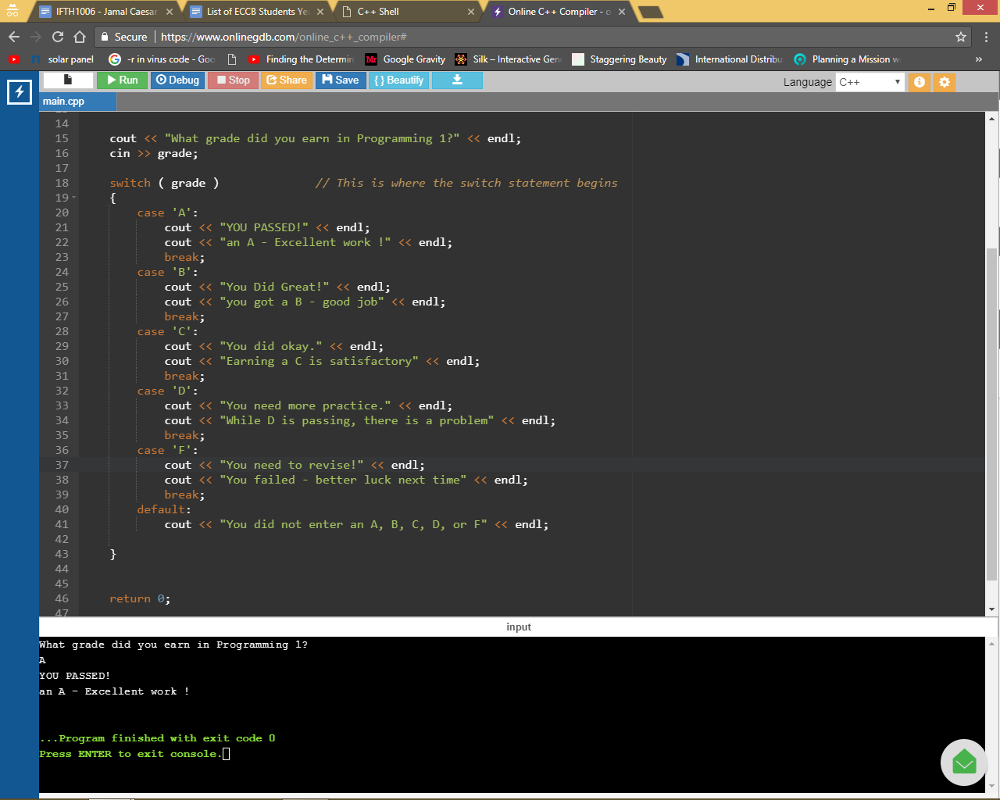 IFTH1006 - Jamal Caesar
List of ECCB Students Ye
C++ Shell
Online C++ Compiler - o
Secure
https://www.onlinegdb.com/online_c++_compiler#
solar panel
-r in virus code - Goo
Finding the Determin
Google Gravity
Silk – Interactive Gen
Staggering Beauty
International Distribu
Planning a Mission w
»
Run
Debug
Stop
Share
Save
{ } Beautify
Language
C++
main.cpp
14
15 cout << "What grade did you earn in Programming 1?" << endl;
16 cin >> grade;
17
18 switch ( grade ) // This is where the switch statement begins
19 {
20 case 'A':
21 cout << "YOU PASSED!" << endl;
22 cout << "an A - Excellent work !" << endl;
23 break;
24 case 'B':
25 cout << "You Did Great!" << endl;
26 cout << "you got a B - good job" << endl;
27 break;
28 case 'C':
29 cout << "You did okay." << endl;
30 cout << "Earning a C is satisfactory" << endl;
31 break;
32 case 'D':
33 cout << "You need more practice." << endl;
34 cout << "While D is passing, there is a problem" << endl;
35 break;
36 case 'F':
37 cout << "You need to revise!" << endl;
38 cout << "You failed - better luck next time" << endl;
39 break;
40 default:
41 cout << "You did not enter an A, B, C, D, or F" << endl;
42
43 }
44
45
46 return 0;
47
input
What grade did you earn in Programming 1?
A
YOU PASSED!
an A - Excellent work !
...Program finished with exit code 0
Press ENTER to exit console.